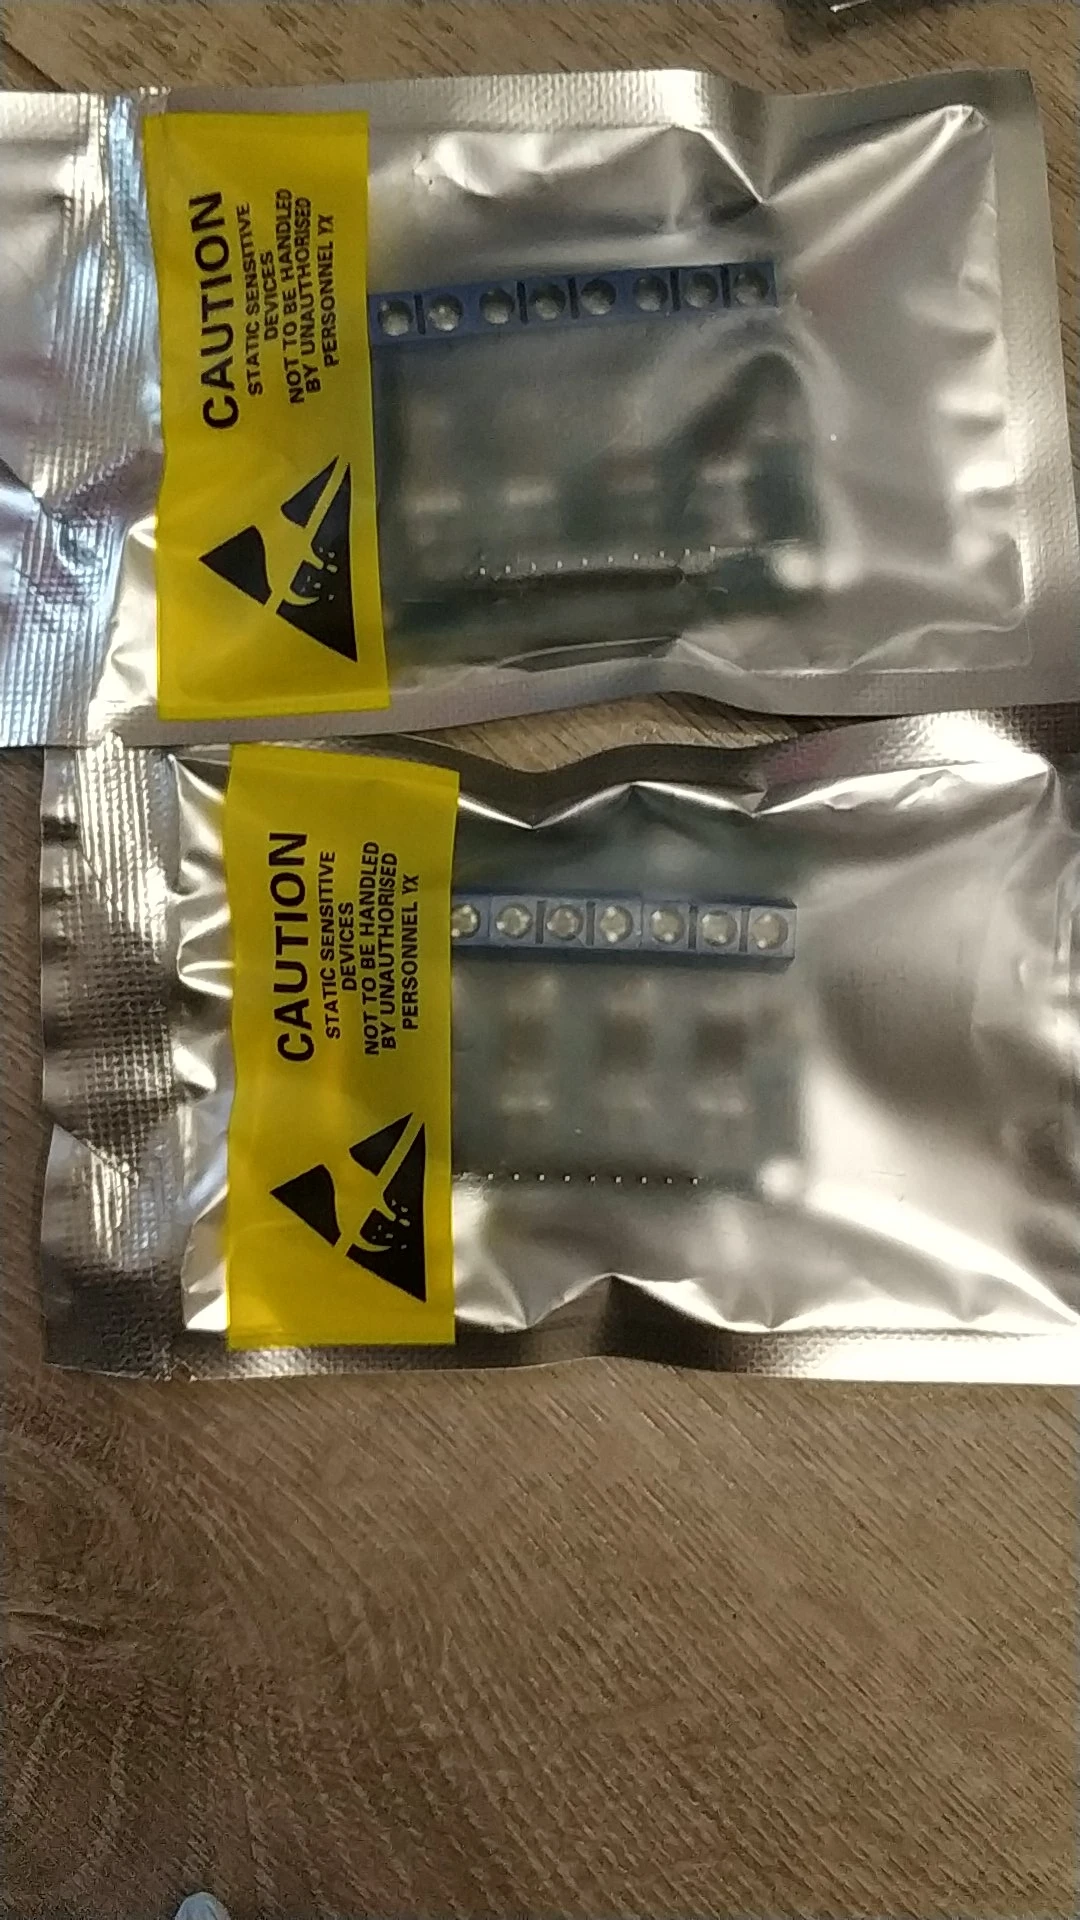 CAUTION
STATIC SENSITIVE
DEVICES
NOT TO BE HANDLED
BY UNAUTHORISED
PERSONNEL YX
CAUTION
STATIC SENSITIVE
DEVICES
NOT TO BE HANDLED
BY UNAUTHORISED
PERSONNEL YX